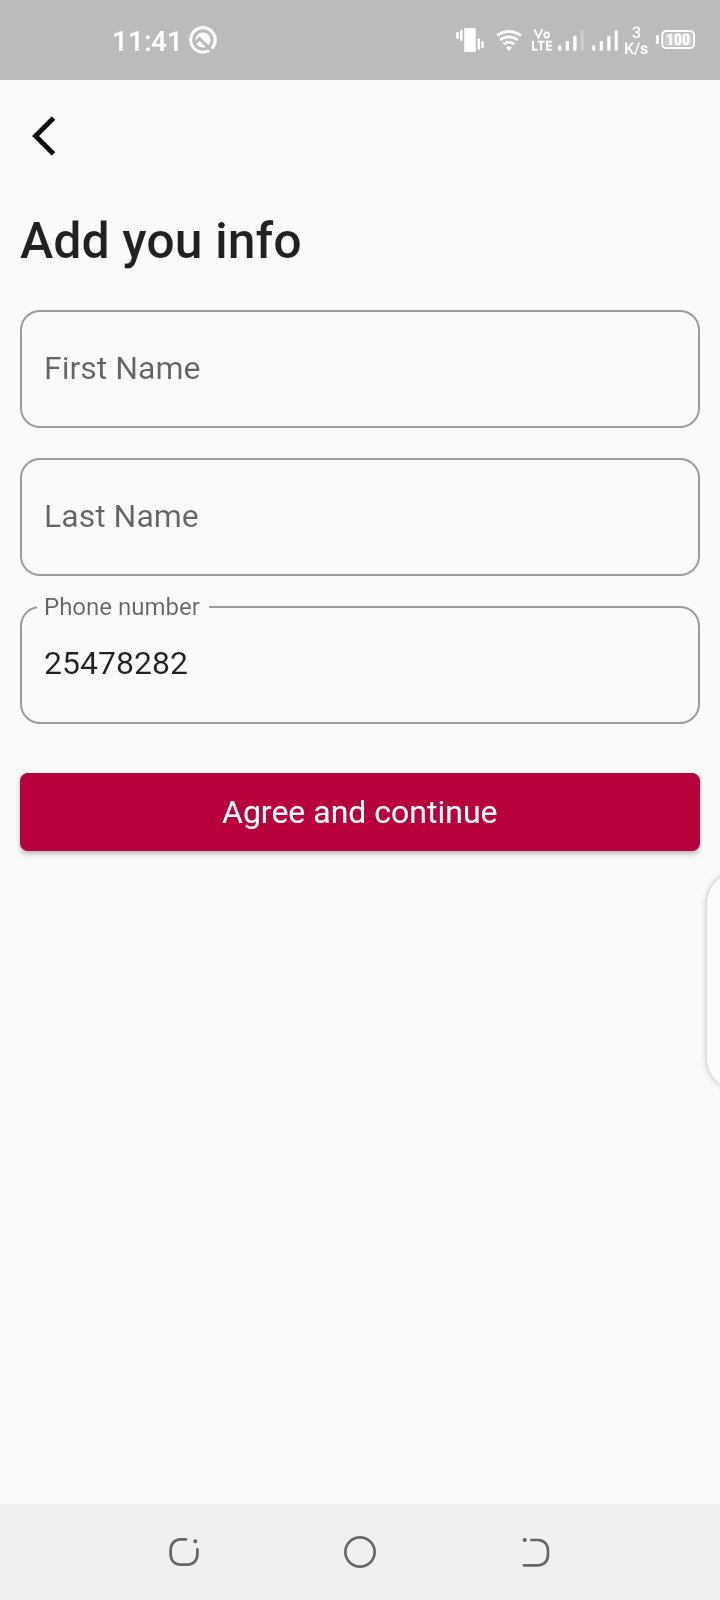 11:41
Vo LTE
3 K/s
100
Add you info
First Name
Last Name
Phone number
25478282
Agree and continue